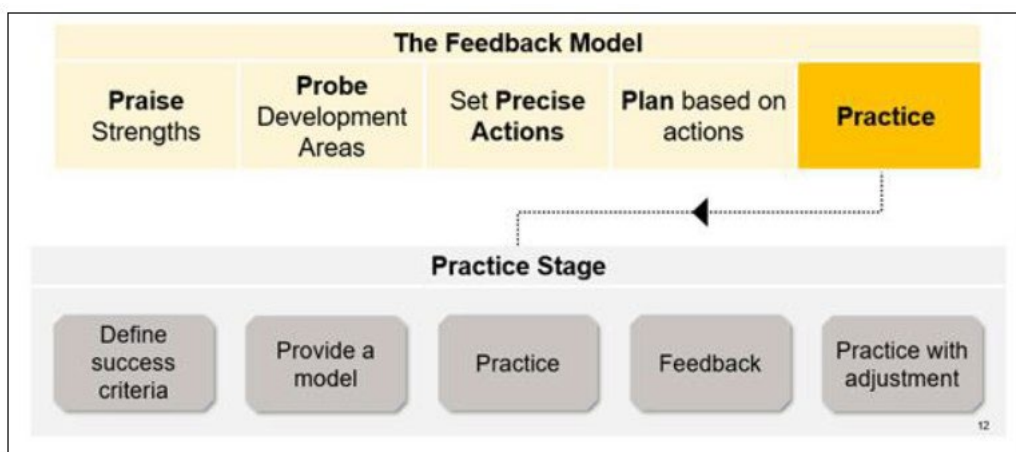 The Feedback Model
Praise
Strengths
Probe
Development
Areas
Set Precise
Actions
Plan based on
actions
Practice
Practice Stage
Define
success
criteria
Provide a
model
Practice
Feedback
Practice with
adjustment
12